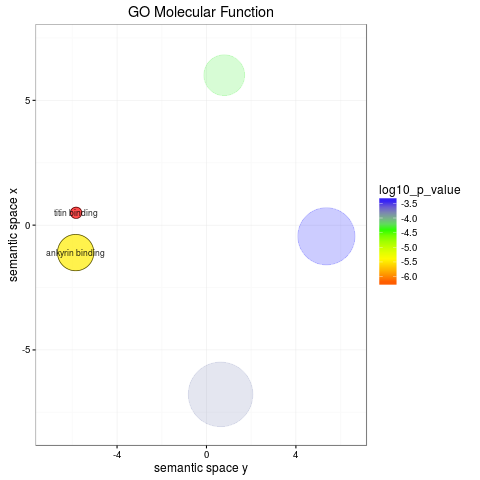 GO Molecular Function
semantic space x
5
0
-5
titin binding
ankyrin binding
-4
0
4
semantic space y
log10_p_value
-3.5
-4.0
-4.5
-5.0
-5.5
-6.0